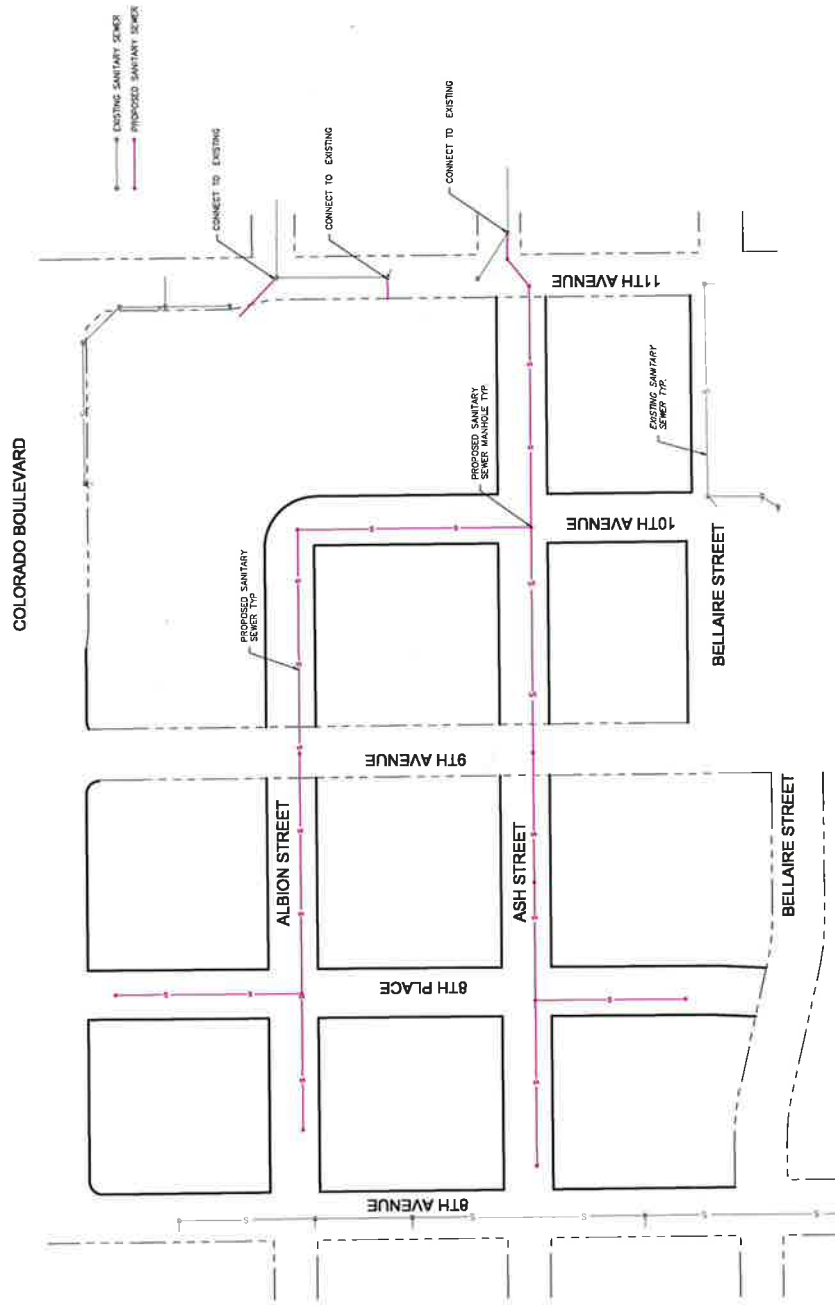 COLORADO BOULEVARD
EXISTING SANITARY SEWER
PROPOSED SANITARY SEWER
CONNECT TO EXISTING
CONNECT TO EXISTING
CONNECT TO EXISTING
11TH AVENUE
PROPOSED SANITARY
SEWER MANHOLE TYP.
EXISTING SANITARY
SEWER TYP.
10TH AVENUE
PROPOSED SANITARY
SEWER TYP
BELLAIRE STREET
9TH AVENUE
ALBION STREET
ASH STREET
BELLAIRE STREET
8TH PLACE
8TH AVENUE